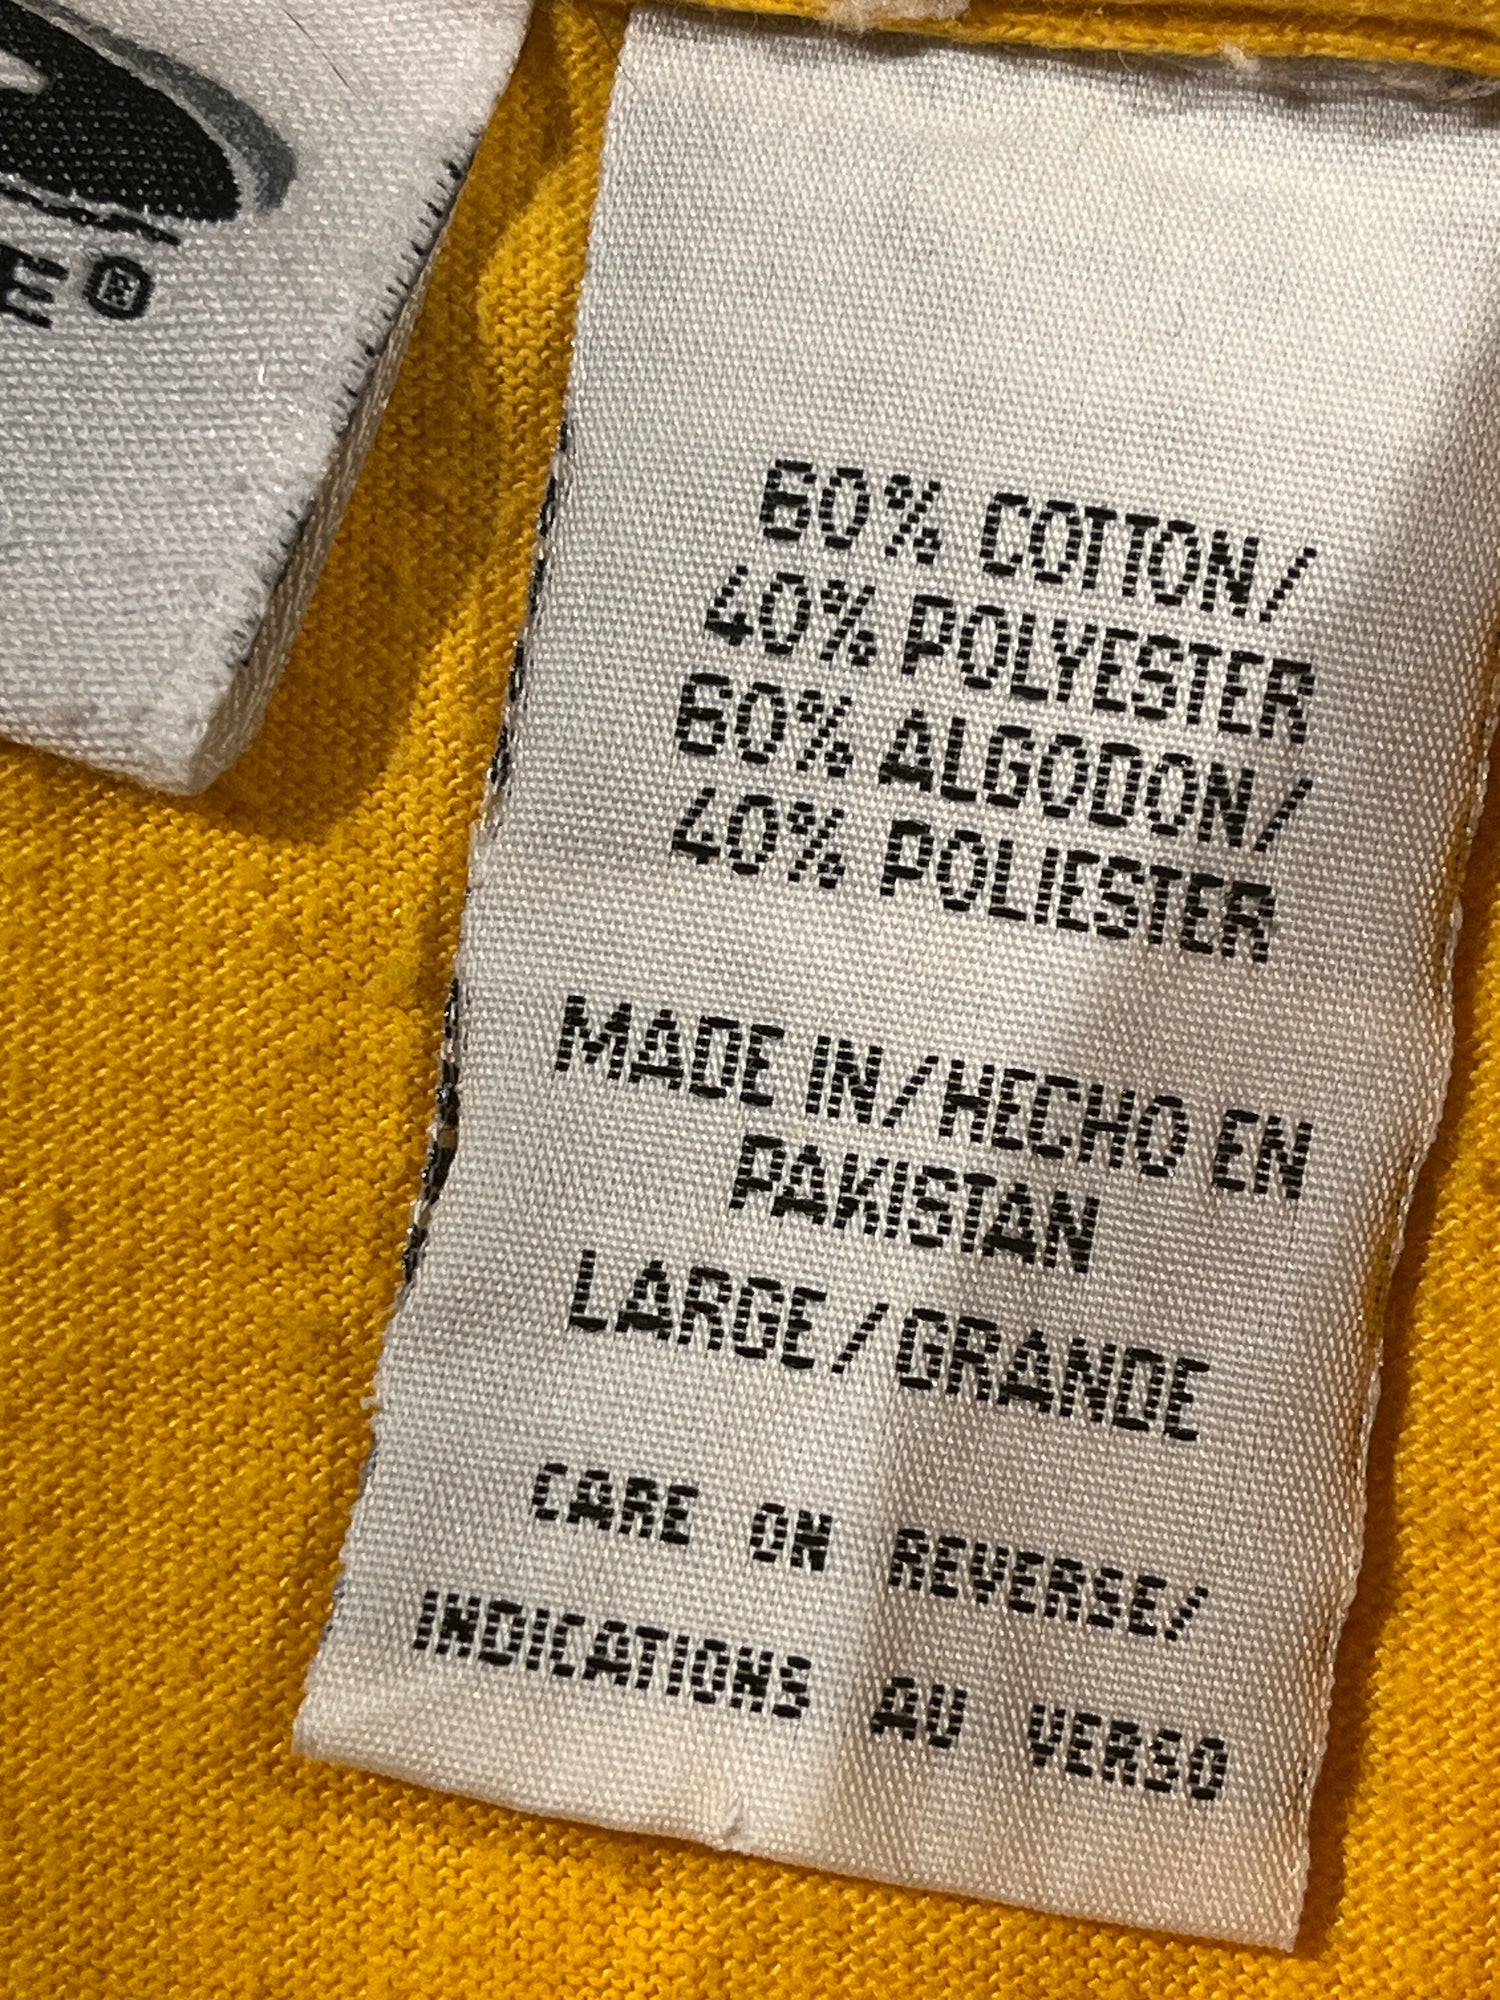 E®
60% COTTON/
40% POLYESTER
60% ALGODON/
40% POLIESTER
MADE IN/HECHO EN
PAKISTAN
LARGE/GRANDE
CARE ON REVERSE/
INDICATIONS AU VERSO